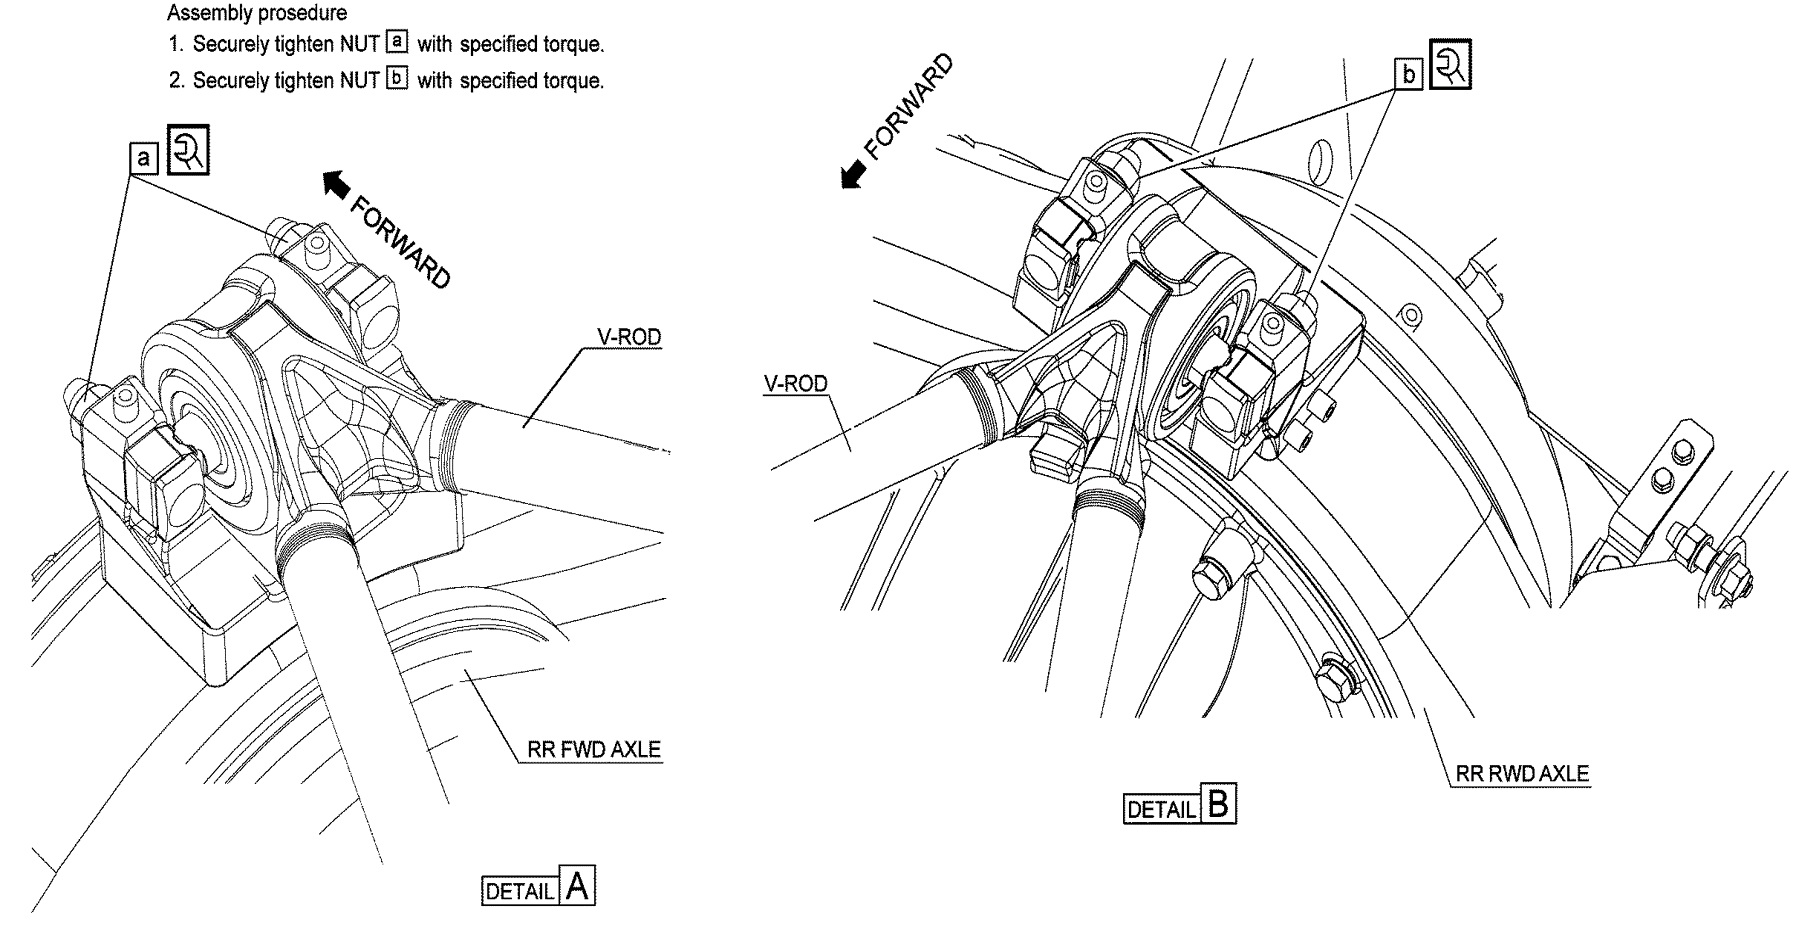 Assembly prosedure
1. Securely tighten NUT a with specified torque.
2. Securely tighten NUT b with specified torque.
a
FORWARD
V-ROD
RR FWD AXLE
DETAIL A
b
FORWARD
V-ROD
RR RWD AXLE
DETAIL B